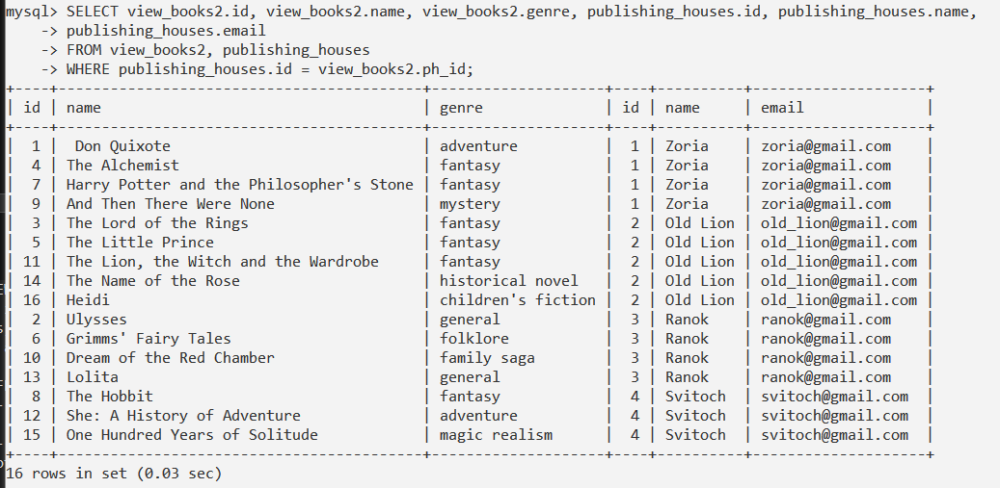 mysql> SELECT view_books2.id, view_books2.name, view_books2.genre, publishing_houses.id, publishing_houses.name,
    -> publishing_houses.email
    -> FROM view_books2, publishing_houses
    -> WHERE publishing_houses.id = view_books2.ph_id;
+----+------------------------------------------+--------------------+----+----------+--------------------+
| id | name                                     | genre              | id | name     | email              |
+----+------------------------------------------+--------------------+----+----------+--------------------+
|  1 |  Don Quixote                             | adventure          |  1 | Zoria    | zoria@gmail.com    |
|  4 | The Alchemist                            | fantasy            |  1 | Zoria    | zoria@gmail.com    |
|  7 | Harry Potter and the Philosopher's Stone | fantasy            |  1 | Zoria    | zoria@gmail.com    |
|  9 | And Then There Were None                 | mystery            |  1 | Zoria    | zoria@gmail.com    |
|  3 | The Lord of the Rings                    | fantasy            |  2 | Old Lion | old_lion@gmail.com |
|  5 | The Little Prince                        | fantasy            |  2 | Old Lion | old_lion@gmail.com |
| 11 | The Lion, the Witch and the Wardrobe     | fantasy            |  2 | Old Lion | old_lion@gmail.com |
| 14 | The Name of the Rose                     | historical novel   |  2 | Old Lion | old_lion@gmail.com |
| 16 | Heidi                                    | children's fiction |  2 | Old Lion | old_lion@gmail.com |
|  2 | Ulysses                                  | general            |  3 | Ranok    | ranok@gmail.com    |
|  6 | Grimms' Fairy Tales                      | folklore           |  3 | Ranok    | ranok@gmail.com    |
| 10 | Dream of the Red Chamber                 | family saga        |  3 | Ranok    | ranok@gmail.com    |
| 13 | Lolita                                   | general            |  3 | Ranok    | ranok@gmail.com    |
|  8 | The Hobbit                               | fantasy            |  4 | Svitoch  | svitoch@gmail.com  |
| 12 | She: A History of Adventure              | adventure          |  4 | Svitoch  | svitoch@gmail.com  |
| 15 | One Hundred Years of Solitude            | magic realism      |  4 | Svitoch  | svitoch@gmail.com  |
+----+------------------------------------------+--------------------+----+----------+--------------------+
16 rows in set (0.03 sec)